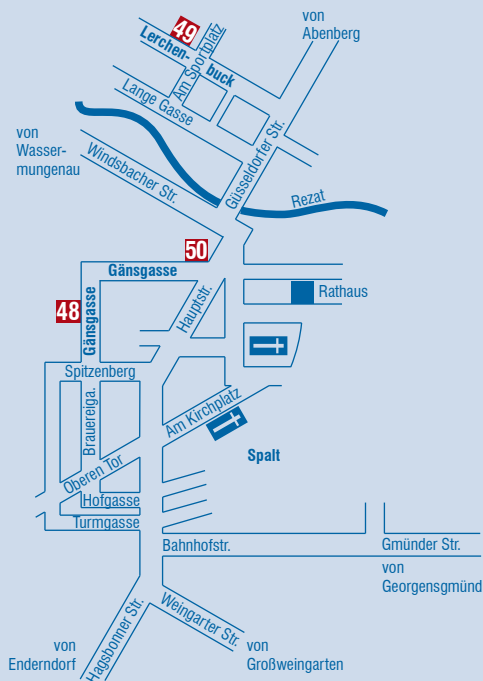 von
Abenberg
49
Lerchen-
buck
Am Sportplatz
Lange Gasse
Güsseldorfer Str.
von
Wasser-
mungenau
Windsbacher Str.
Rezat
50
Gänsgasse
Rathaus
Hauptstr.
48
Gänsgasse
Spitzenberg
Brauereiga.
Am Kirchplatz
Spalt
Oberen Tor
Hofgasse
Turmgasse
Bahnhofstr.
Gmünder Str.
von
Georgensgmünd
Hagsbonner Str.
Weingarter Str.
von
Enderndorf
von
Großweingarten